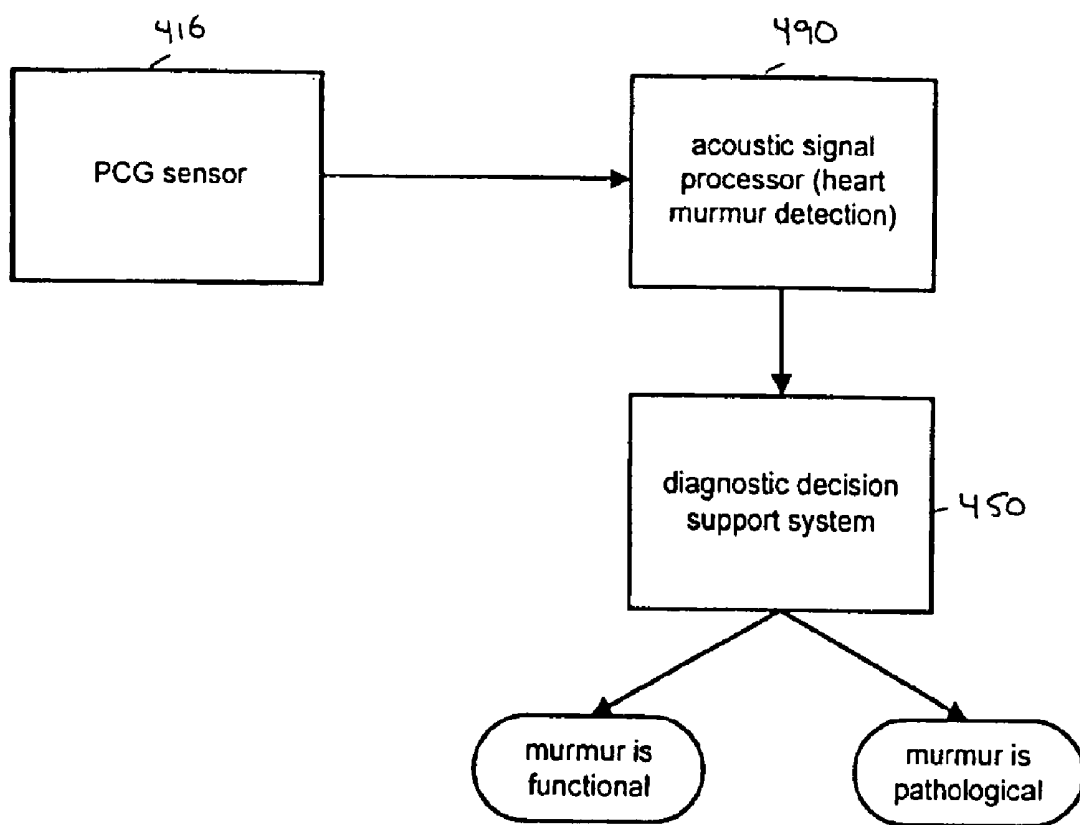 416
490
PCG sensor
acoustic signal
processor (heart
murmur detection)
diagnostic decision
support system
450
murmur is
functional
murmur is
pathological